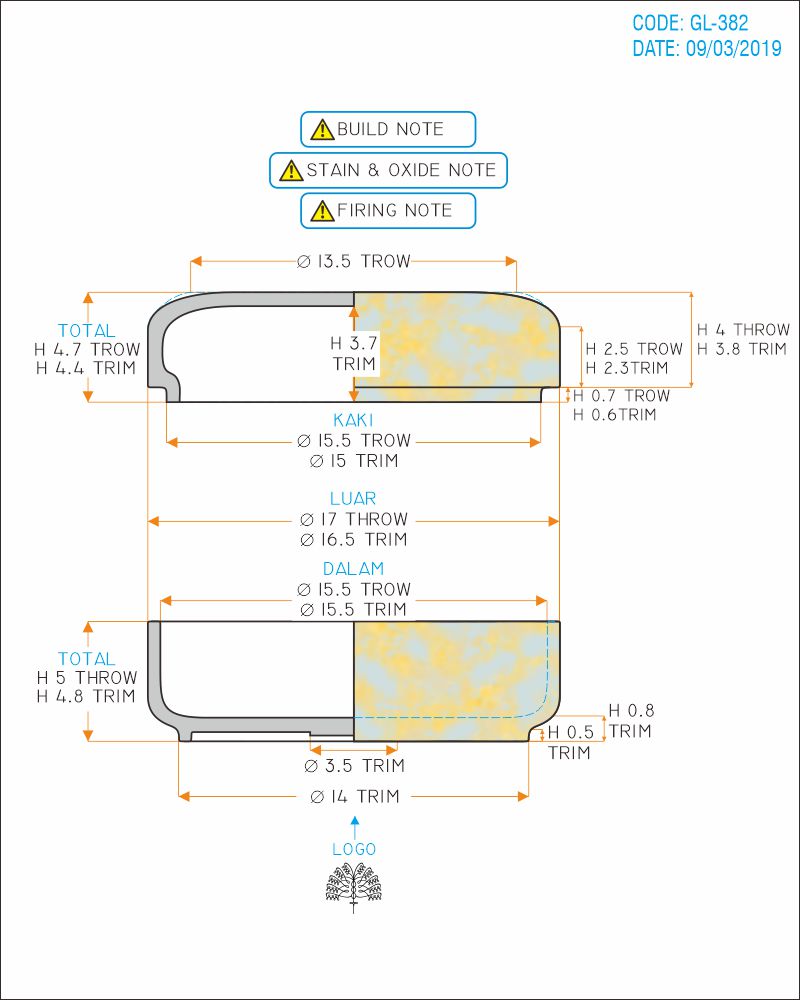 CODE: GL-382
DATE: 09/03/2019
BUILD NOTE
STAIN & OXIDE NOTE
FIRING NOTE
Ø 13.5 TROW
TOTAL
H 4.7 TROW
H 4.4 TRIM
H 3.7
TRIM
H 2.5 TROW
H 2.3TRIM
H 4 THROW
H 3.8 TRIM
H 0.7 TROW
H 0.6TRIM
KAKI
Ø 15.5 TROW
Ø 15 TRIM
LUAR
Ø 17 THROW
Ø 16.5 TRIM
DALAM
Ø 15.5 TROW
Ø 15.5 TRIM
TOTAL
H 5 THROW
H 4.8 TRIM
H 0.8
TRIM
H 0.5
TRIM
Ø 3.5 TRIM
Ø 14 TRIM
LOGO